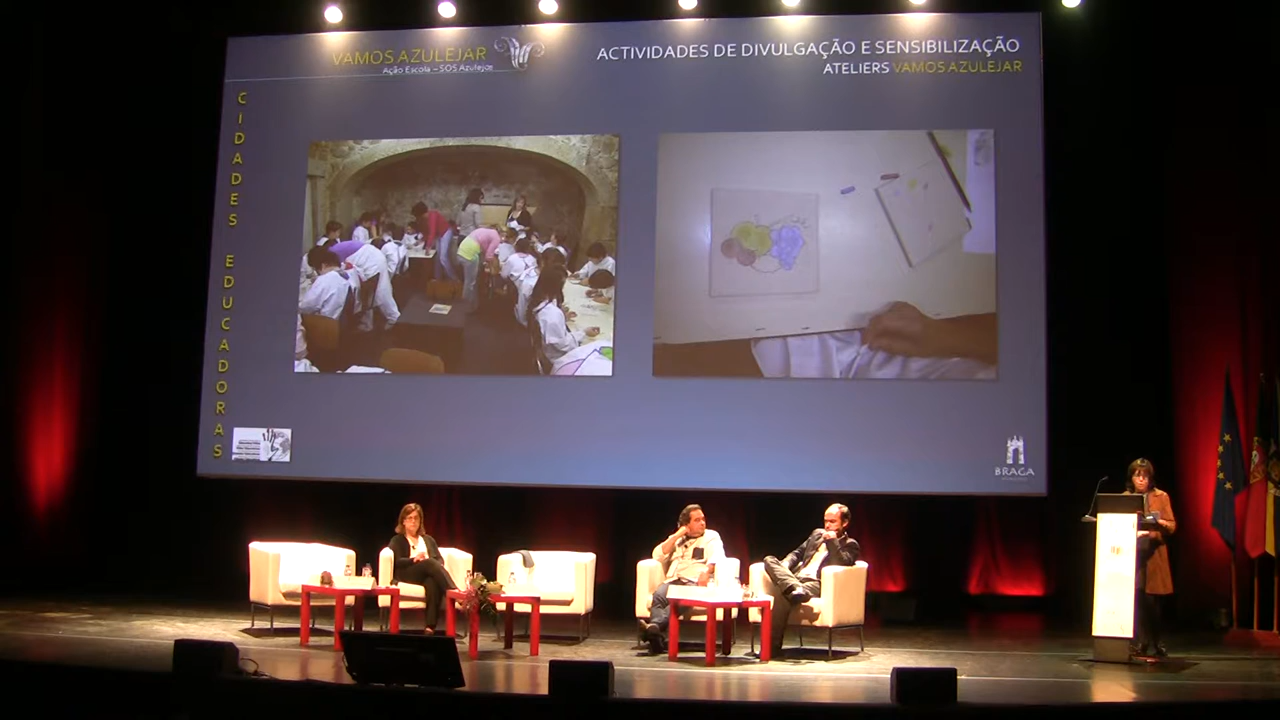 VAMOS AZULEJAR
Ação Escola – SOS Azulejos
ACTIVIDADES DE DIVULGAÇÃO E SENSIBILIZAÇÃO
ATELIERS VAMOS AZULEJAR
CIDADES EDUCADORAS
BRAGA